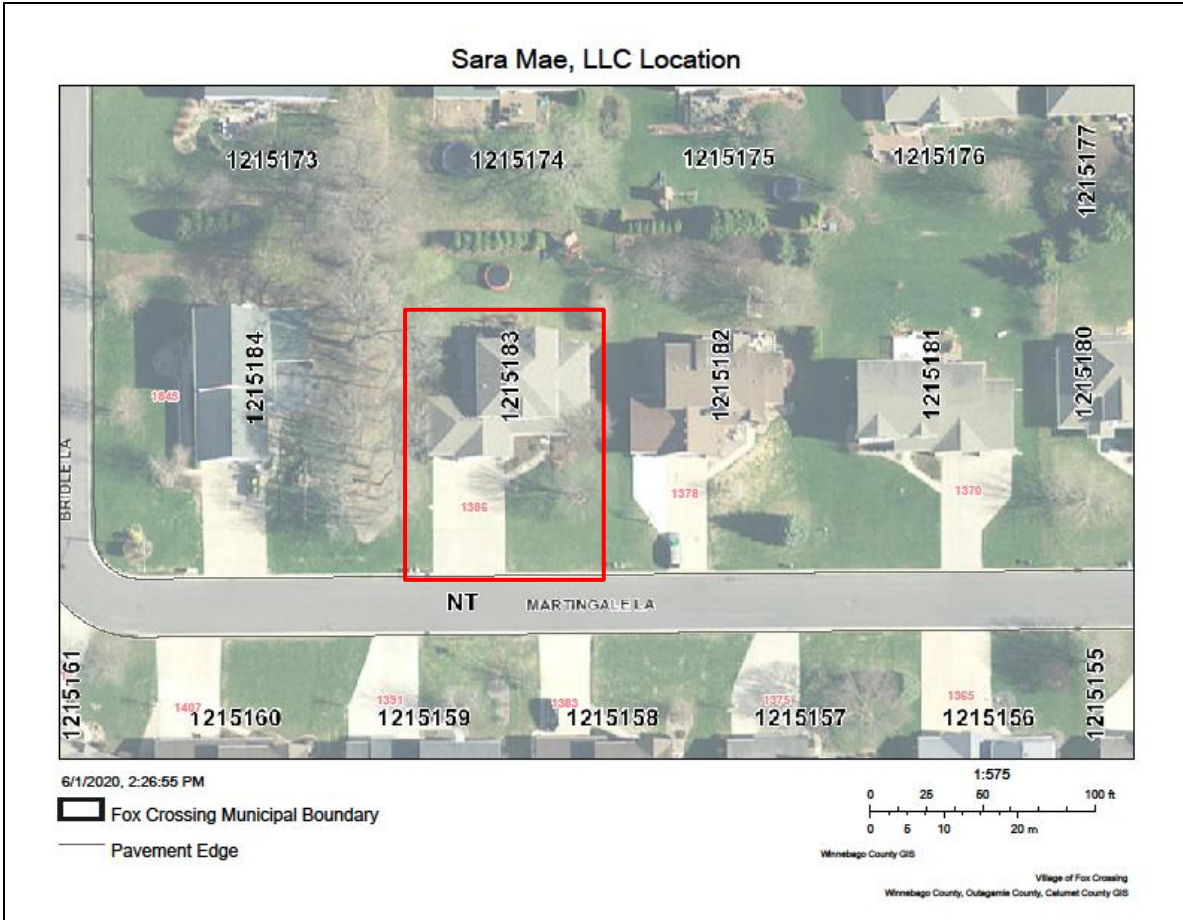 Sara Mae, LLC Location
1215173
1215174
1215175
1215176
1215177
1215184
1215183
1215182
1215181
1215180
1848
1386
1378
1370
BRIDLE LA
NT
MARTINGALE LA
1215161
1407
1215160
1391
1215159
1383
1215158
1375
1215157
1365
1215156
1215155
6/1/2020, 2:26:55 PM
Fox Crossing Municipal Boundary
Pavement Edge
1:575
0 25 50 100 ft
0 5 10 20 m
Winnebago County GIS
Village of Fox Crossing
Winnebago County, Outagamie County, Calumet County GIS